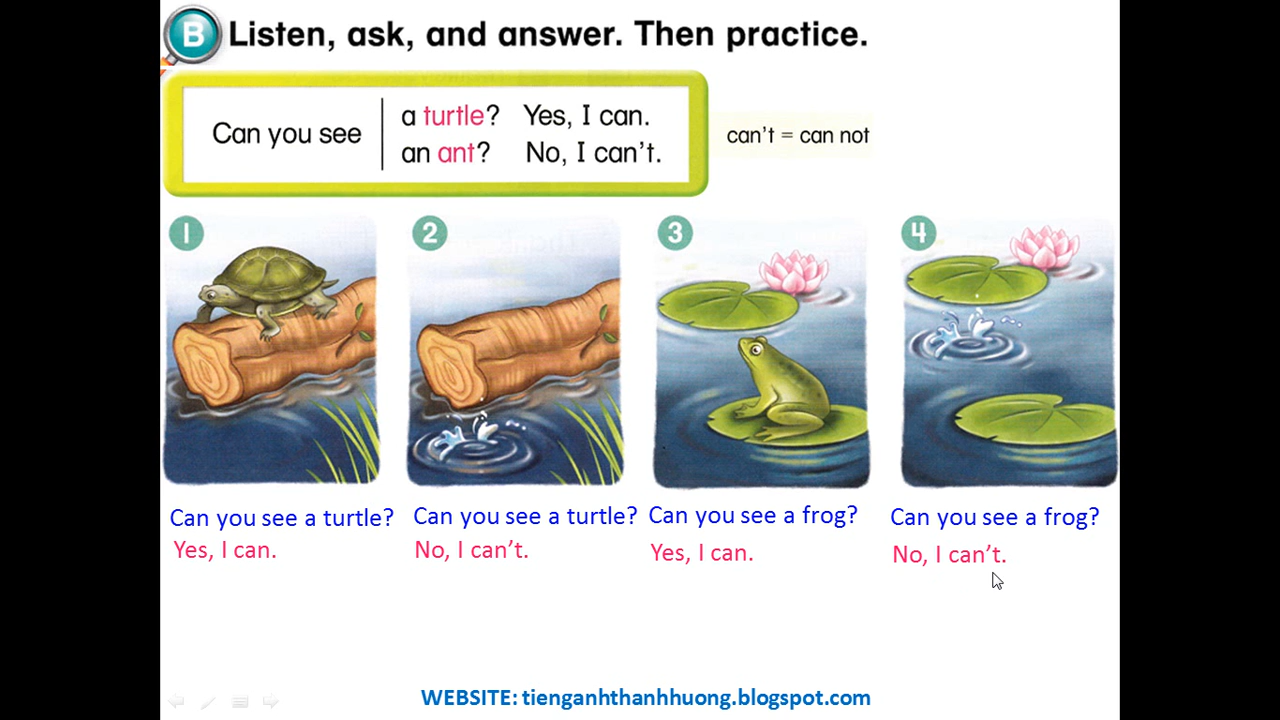 B Listen, ask, and answer. Then practice.
Can you see
a turtle? Yes, I can.
an ant? No, I can't.
can't = can not
1
2
3
4
Can you see a turtle?
Yes, I can.
Can you see a turtle?
No, I can't.
Can you see a frog?
Yes, I can.
Can you see a frog?
No, I can't.
WEBSITE: tienganhthanhhuong.blogspot.com